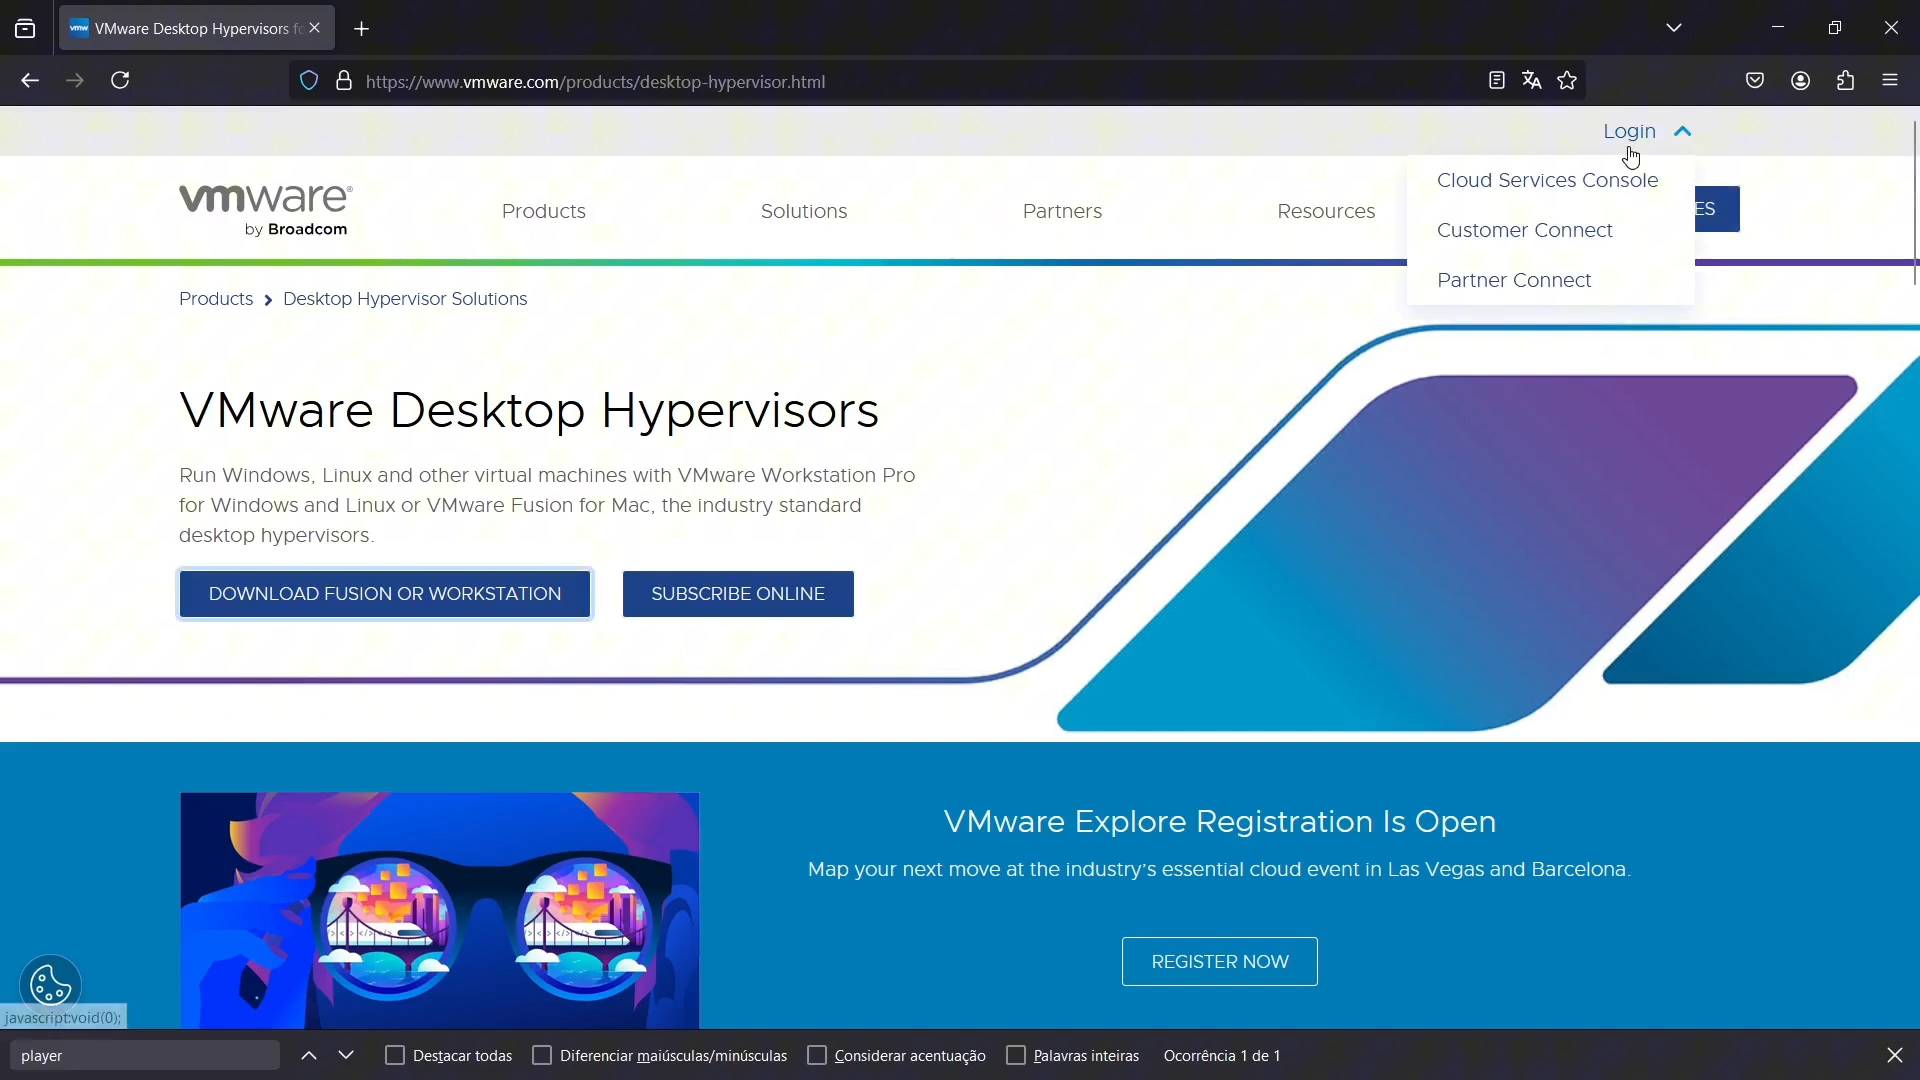 vmw VMware Desktop Hypervisors fo
https://www.vmware.com/products/desktop-hypervisor.html
Login
Cloud Services Console
Customer Connect
Partner Connect
vmware®
by Broadcom
Products
Solutions
Partners
Resources
ES
Products > Desktop Hypervisor Solutions
VMware Desktop Hypervisors
Run Windows, Linux and other virtual machines with VMware Workstation Pro
for Windows and Linux or VMware Fusion for Mac, the industry standard
desktop hypervisors.
DOWNLOAD FUSION OR WORKSTATION
SUBSCRIBE ONLINE
VMware Explore Registration Is Open
Map your next move at the industry's essential cloud event in Las Vegas and Barcelona.
REGISTER NOW
javascript:void(0);
player
Destacar todas
Diferenciar maiúsculas/minúsculas
Considerar acentuação
Palavras inteiras
Ocorrência 1 de 1